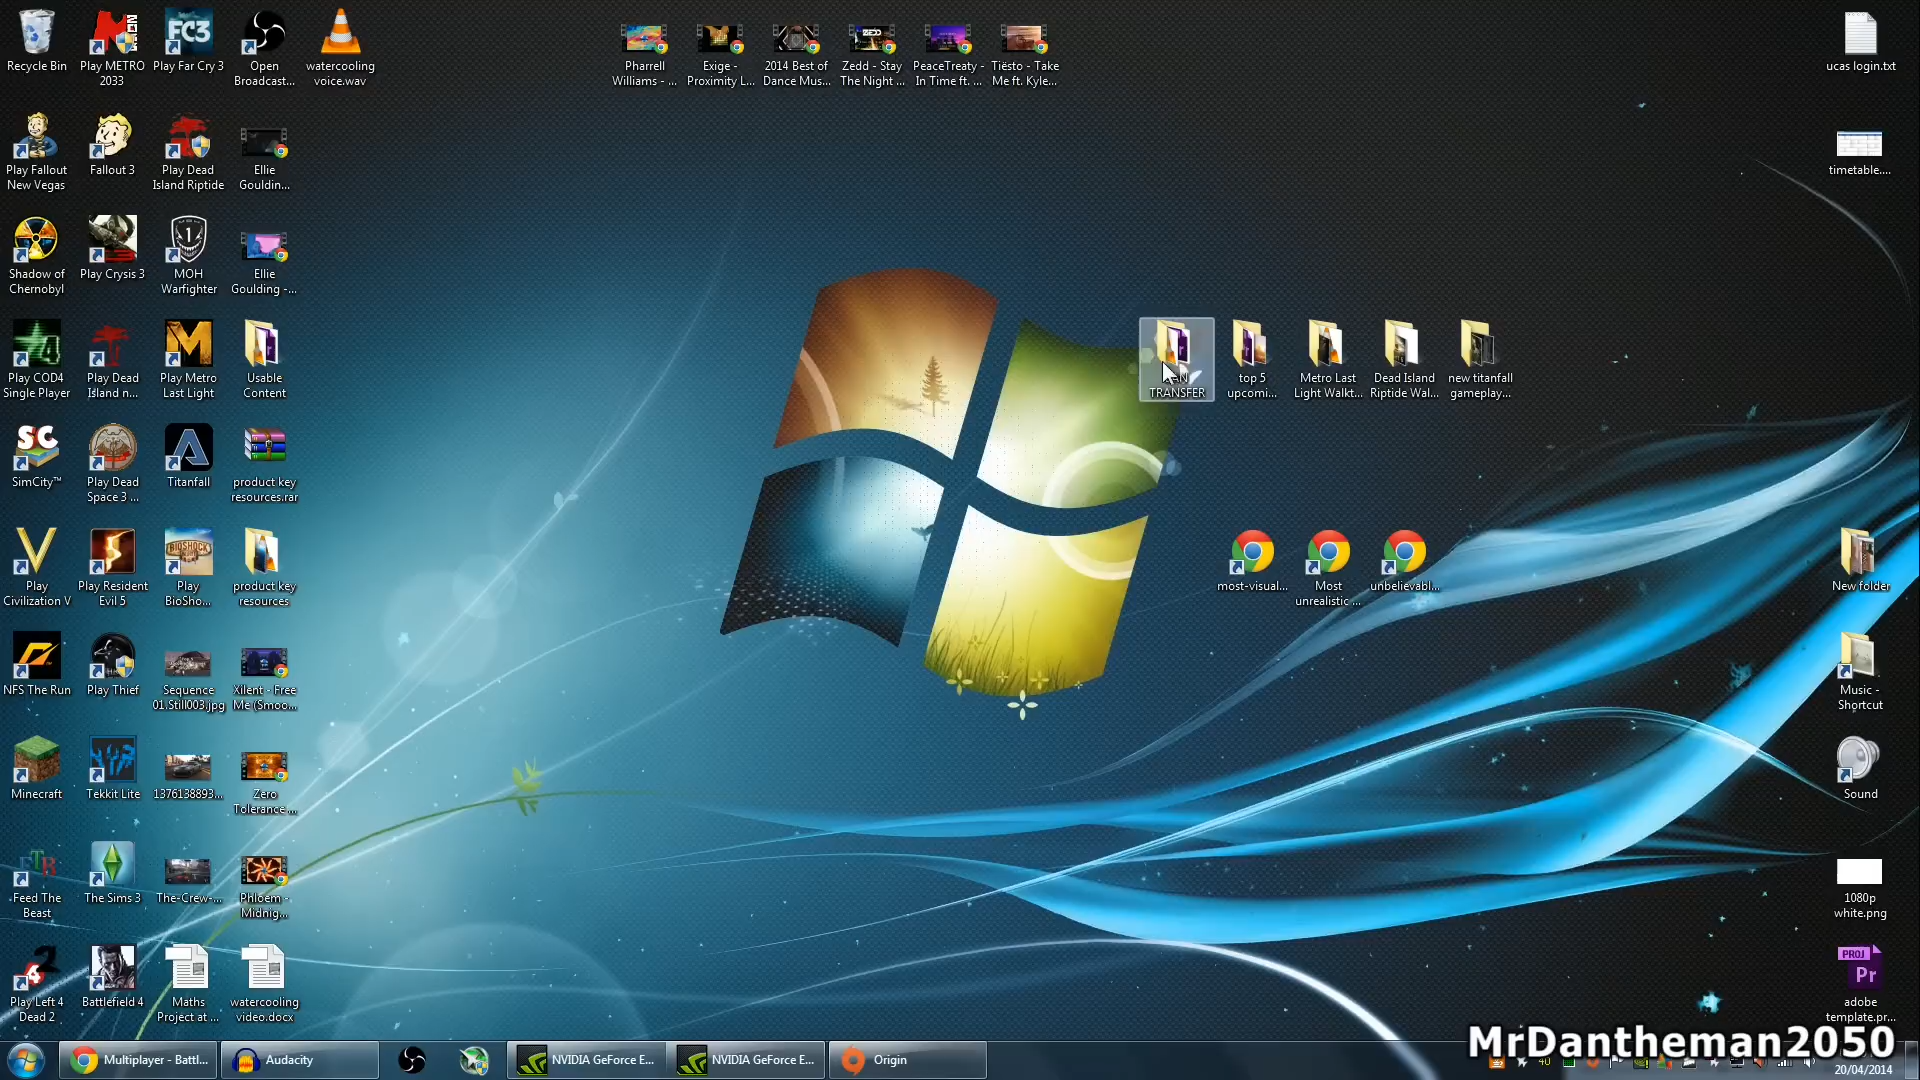 Recycle Bin
Play METRO
2033
Play Far Cry 3
Open
Broadcast...
watercooling
voice.wav
Pharrell
Williams - ...
Exige -
Proximity L...
2014 Best of
Dance Mus...
Zedd - Stay
The Night ...
PeaceTreaty -
In Time ft. ...
Tiësto - Take
Me ft. Kyle...
ucas login.txt
Play Fallout
New Vegas
Fallout 3
Play Dead
Island Riptide
Ellie
Gouldin...
timetable....
Shadow of
Chernobyl
Play Crysis 3
MOH
Warfighter
Ellie
Goulding -...
Play COD4
Single Player
Play Dead
Island n...
Play Metro
Last Light
Usable
Content
TRANSFER
top 5
upcomi...
Metro Last
Light Walkt...
Dead Island
Riptide Wal...
new titanfall
gameplay...
SimCity™
Play Dead
Space 3 ...
Titanfall
product key
resources.rar
Play
Civilization V
Play Resident
Evil 5
Play
BioSho...
product key
resources
most-visual...
Most
unrealistic ...
unbelievabl...
New folder
NFS The Run
Play Thief
Sequence
01.Still003.jpg
Xilent - Free
Me (Smoo...
Music -
Shortcut
Minecraft
Tekkit Lite
1376138893...
Zero
Tolerance...
Sound
Feed The
Beast
The Sims 3
The-Crew-...
Phloem -
Midnig...
1080p
white.png
Play Left 4
Dead 2
Battlefield 4
Maths
Project at ...
watercooling
video.docx
PROJ
Pr
adobe
template.pr...
MrDantheman2050
Multiplayer - Battl...
Audacity
NVIDIA GeForce E...
NVIDIA GeForce E...
Origin
40
20/04/2014
FC3
ZEDD
SC
BIOSHOCK
FTB